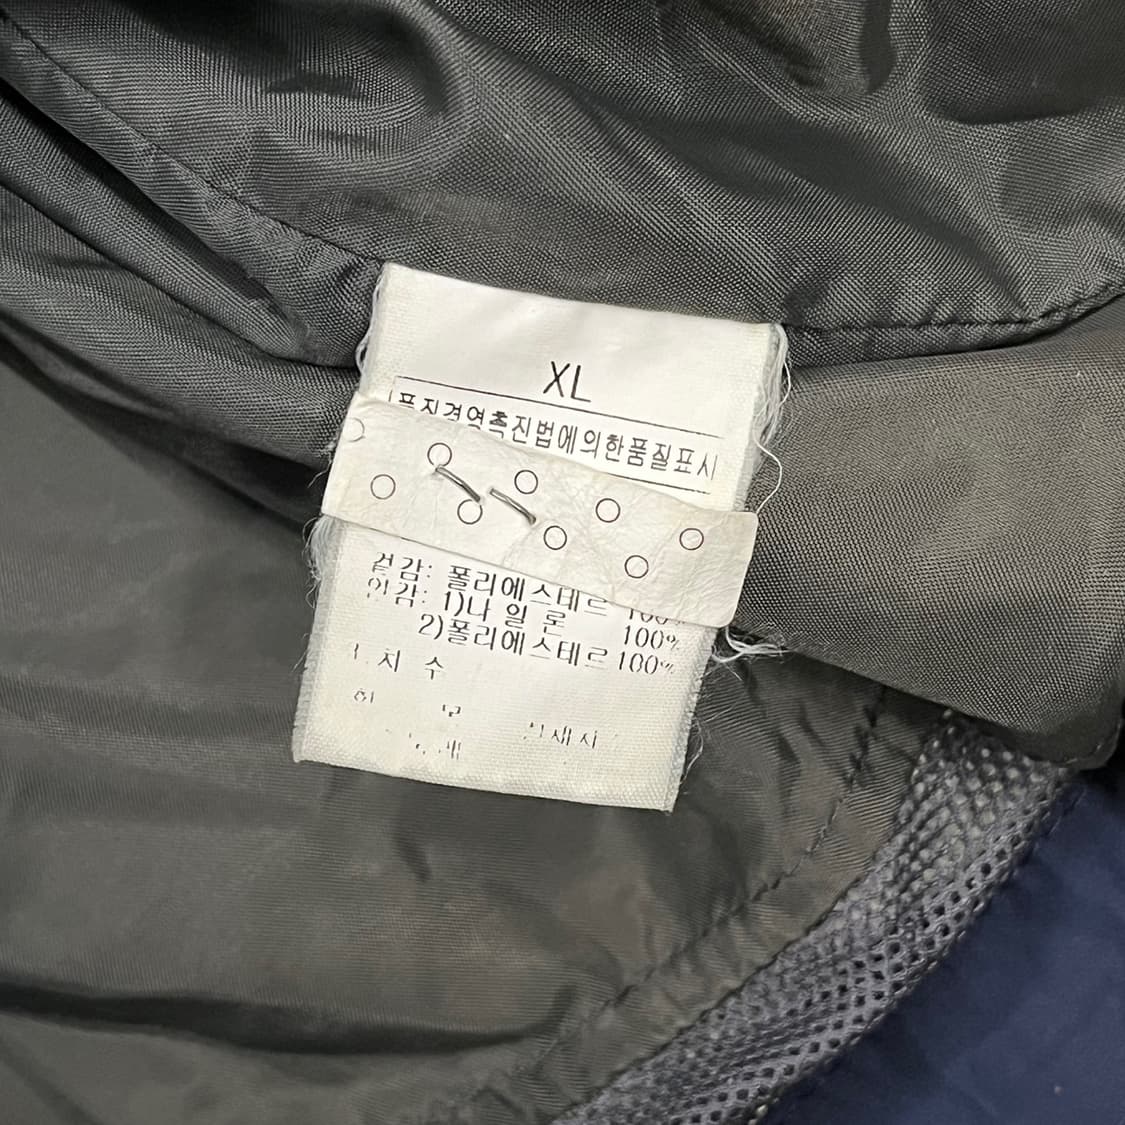 XL
품질경영촉진법에의한품질표시
겉감: 폴리에스테르 100%
안감: 1)나 일 론 100%
2)폴리에스테르 100%
치 수